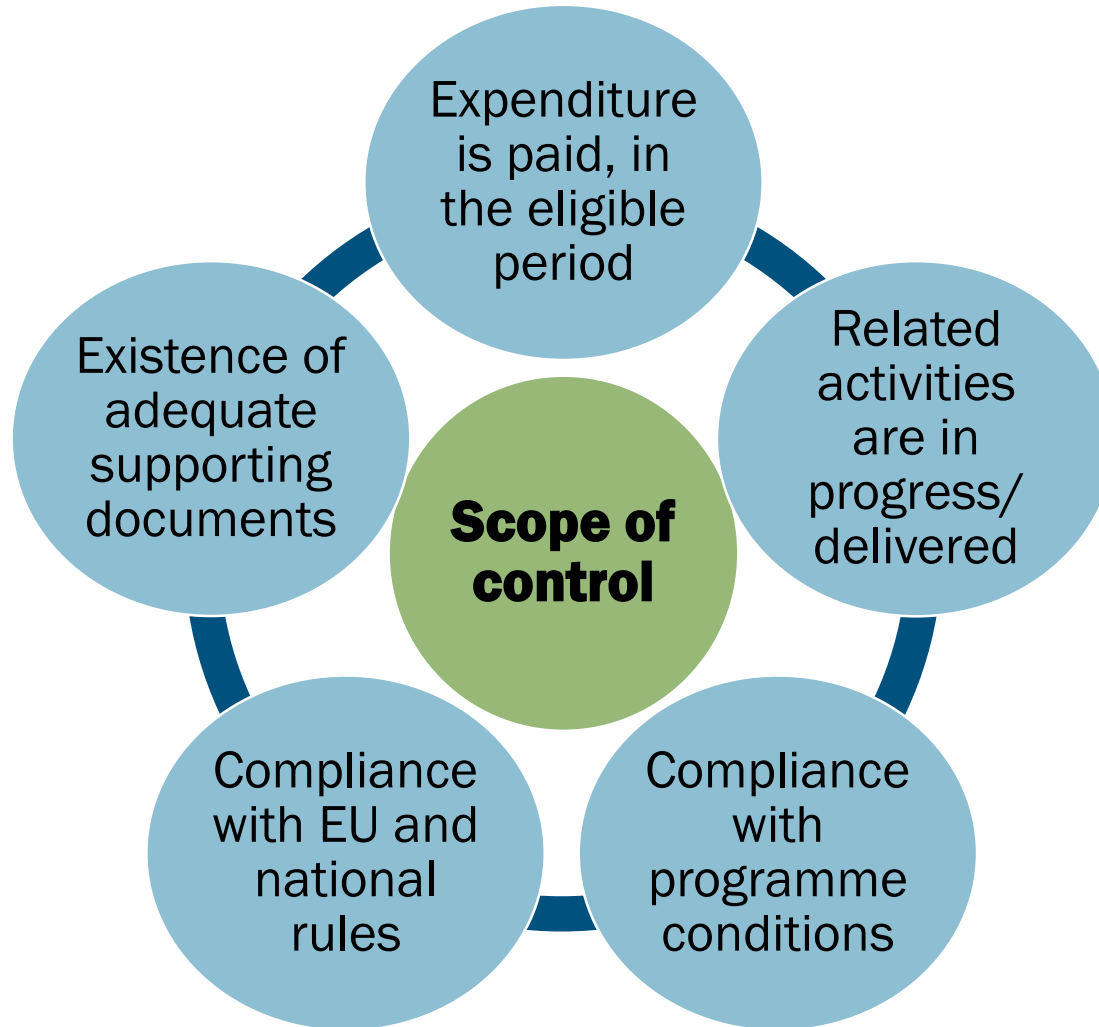 Expenditure
is paid, in
the eligible
period
Related
activities
are in
progress/
delivered
Compliance
with
programme
conditions
Compliance
with EU and
national
rules
Existence of
adequate
supporting
documents
Scope of
control